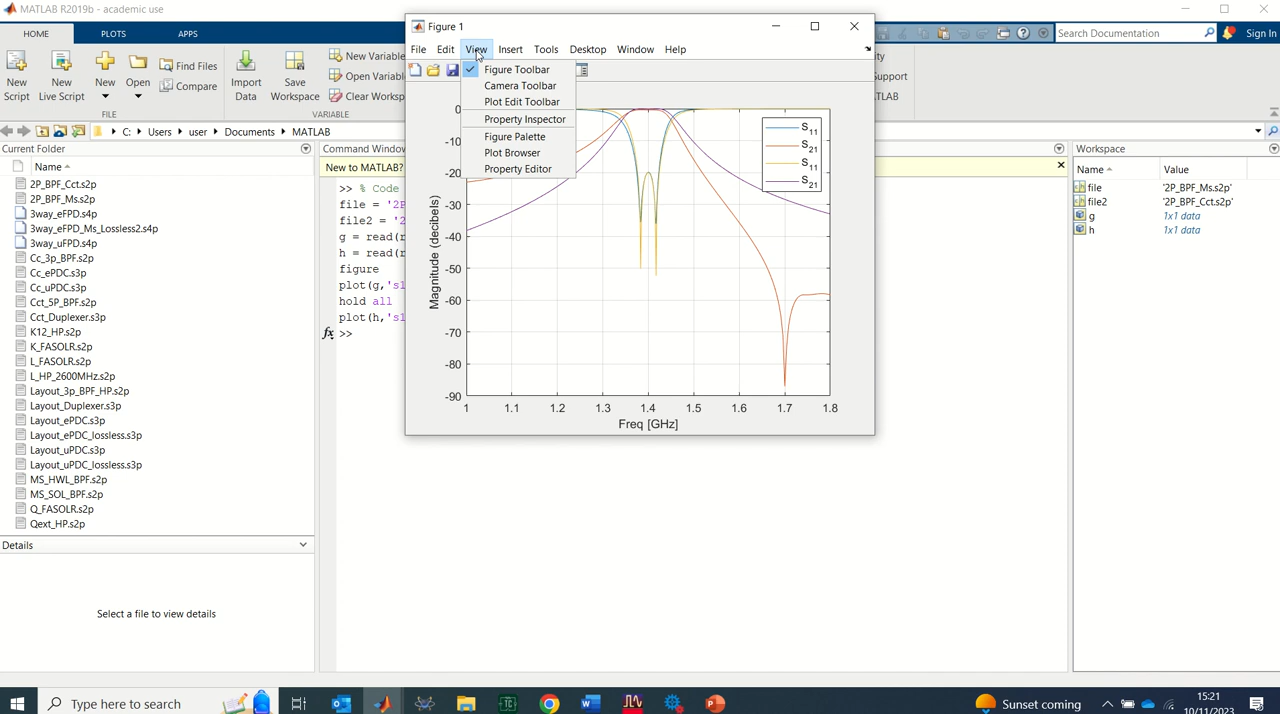 MATLAB R2019b - academic use
HOME
PLOTS
APPS
Search Documentation
Sign In
New Script
New Live Script
New
Open
Find Files
Compare
Import Data
Save Workspace
New Variable
Open Variable
Clear Worksp
FILE
VARIABLE
C:
Users
user
Documents
MATLAB
Current Folder
Name
2P_BPF_Cct.s2p
2P_BPF_Ms.s2p
3way_eFPD.s4p
3way_eFPD_Ms_Lossless2.s4p
3way_uFPD.s4p
Cc_3p_BPF.s2p
Cc_ePDC.s3p
Cc_uPDC.s3p
Cct_5P_BPF.s2p
Cct_Duplexer.s3p
K12_HP.s2p
K_FASOLR.s2p
L_FASOLR.s2p
L_HP_2600MHz.s2p
Layout_3p_BPF_HP.s2p
Layout_Duplexer.s3p
Layout_ePDC.s3p
Layout_ePDC_lossless.s3p
Layout_uPDC.s3p
Layout_uPDC_lossless.s3p
MS_HWL_BPF.s2p
MS_SOL_BPF.s2p
Q_FASOLR.s2p
Qext_HP.s2p
Details
Select a file to view details
Command Window
New to MATLAB?
>> % Code
file = '2P
file2 = '2
g = read(r
h = read(r
figure
plot(g,'s1
hold all
plot(h,'s1
fx >>
Figure 1
File
Edit
View
Insert
Tools
Desktop
Window
Help
Figure Toolbar
Camera Toolbar
Plot Edit Toolbar
Property Inspector
Figure Palette
Plot Browser
Property Editor
0
-10
-20
-30
-40
-50
-60
-70
-80
-90
Magnitude (decibels)
1 1.1 1.2 1.3 1.4 1.5 1.6 1.7 1.8
Freq [GHz]
S11
S21
S11
S21
ity
upport
TLAB
Workspace
Name
Value
file
'2P_BPF_Ms.s2p'
file2
'2P_BPF_Cct.s2p'
g
1x1 data
h
1x1 data
Type here to search
Sunset coming
15:21
10/11/2023